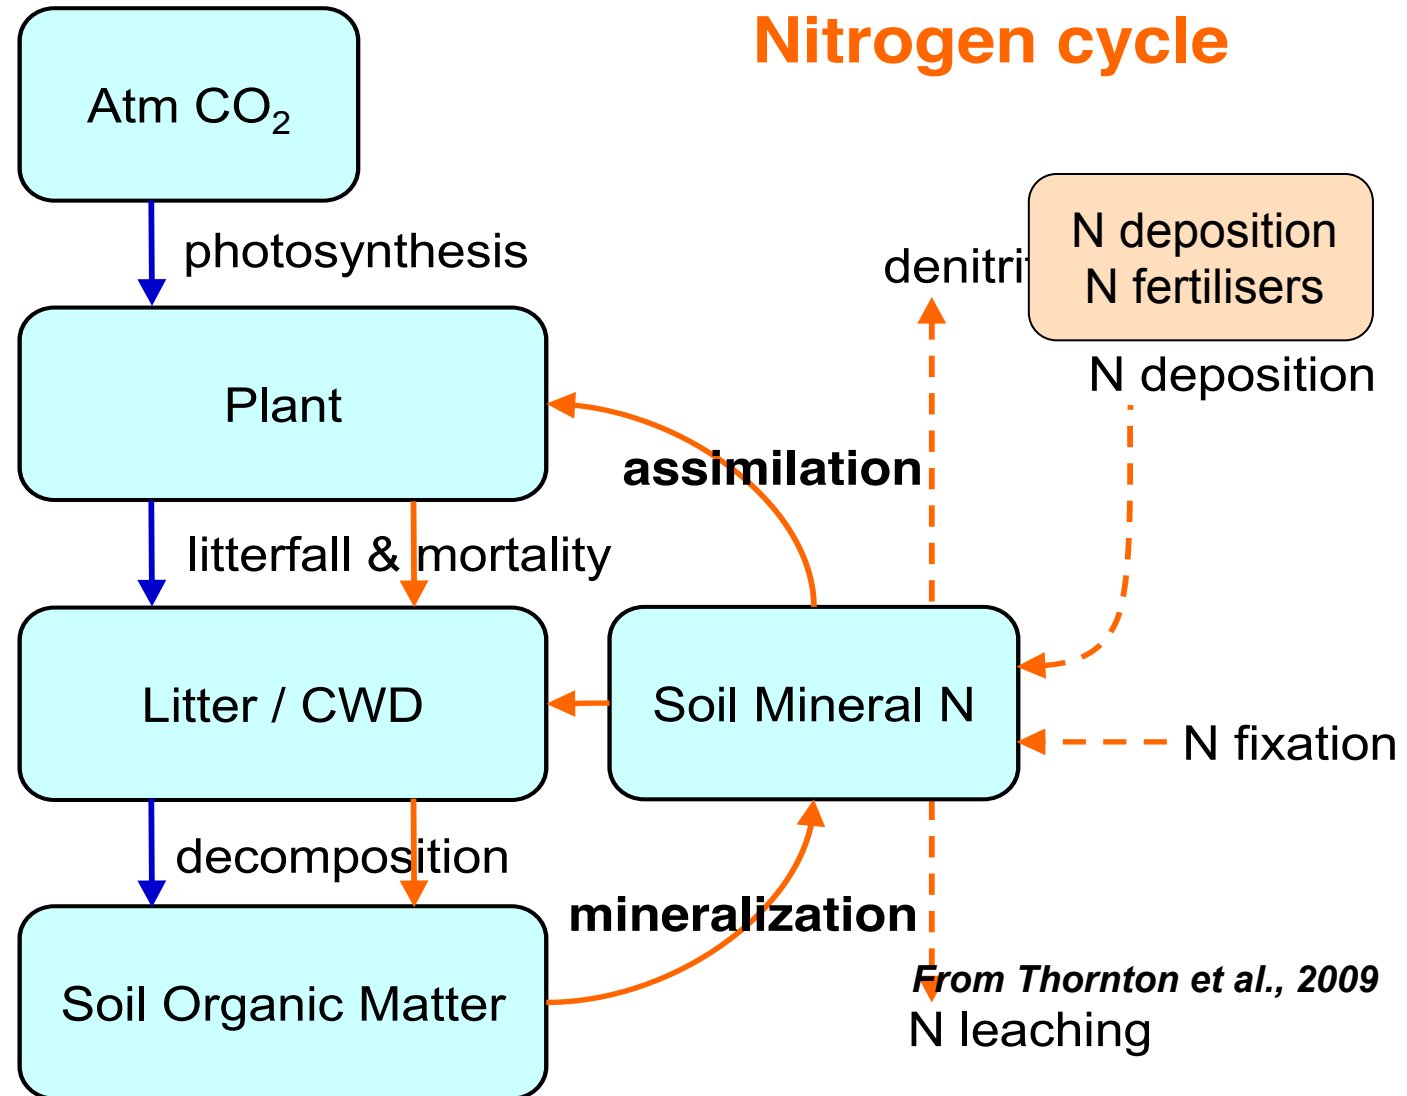 Nitrogen cycle
Atm CO₂
photosynthesis
N deposition
N fertilisers
denitrif
N deposition
Plant
assimilation
litterfall & mortality
Litter / CWD
Soil Mineral N
N fixation
decomposition
mineralization
From Thornton et al., 2009
Soil Organic Matter
N leaching